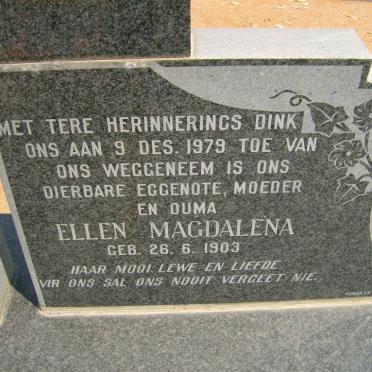 MET TERE HERINNERINGS DINK
ONS AAN 9 DES. 1979 TOE VAN
ONS WEGGENEEM IS ONS
DIERBARE EGGENOTE, MOEDER
EN OUMA
ELLEN MAGDALENA
GEB. 26. 6. 1903
HAAR MOOI LEWE EN LIEFDE
VIR ONS SAL ONS NOOIT VERGEET NIE.